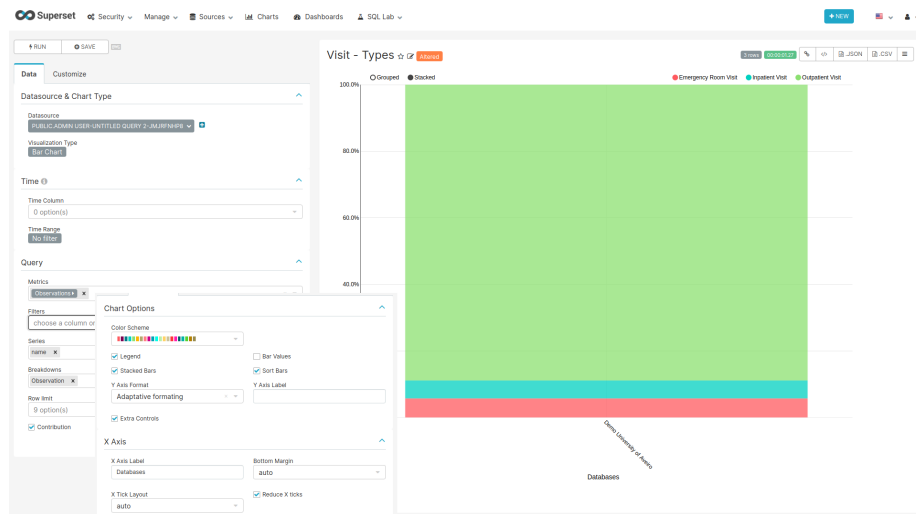 Superset Security Manage Sources Charts Dashboards SQL Lab + NEW
RUN SAVE
Data Customize
Datasource & Chart Type
Datasource
PUBLIC.ADMIN USER-UNTITLED QUERY 2-JMJRFNHF8
Visualization Type
Bar Chart
Time
Time Column
0 option(s)
Time Range
No filter
Query
Metrics
Observations x
Filters
choose a column or
Series
name x
Breakdowns
Observation x
Row limit
9 option(s)
Contribution
Chart Options
Color Scheme
Legend Bar Values
Stacked Bars Sort Bars
Y Axis Format Y Axis Label
Adaptative formating
Extra Controls
X Axis
X Axis Label Bottom Margin
Databases auto
X Tick Layout Reduce X ticks
auto
Visit - Types Altered 3 rows 00:00:01.37 .JSON .CSV
Grouped Stacked Emergency Room Visit Inpatient Visit Outpatient Visit
100.0%
80.0%
60.0%
40.0%
Demo University of Aveiro
Databases